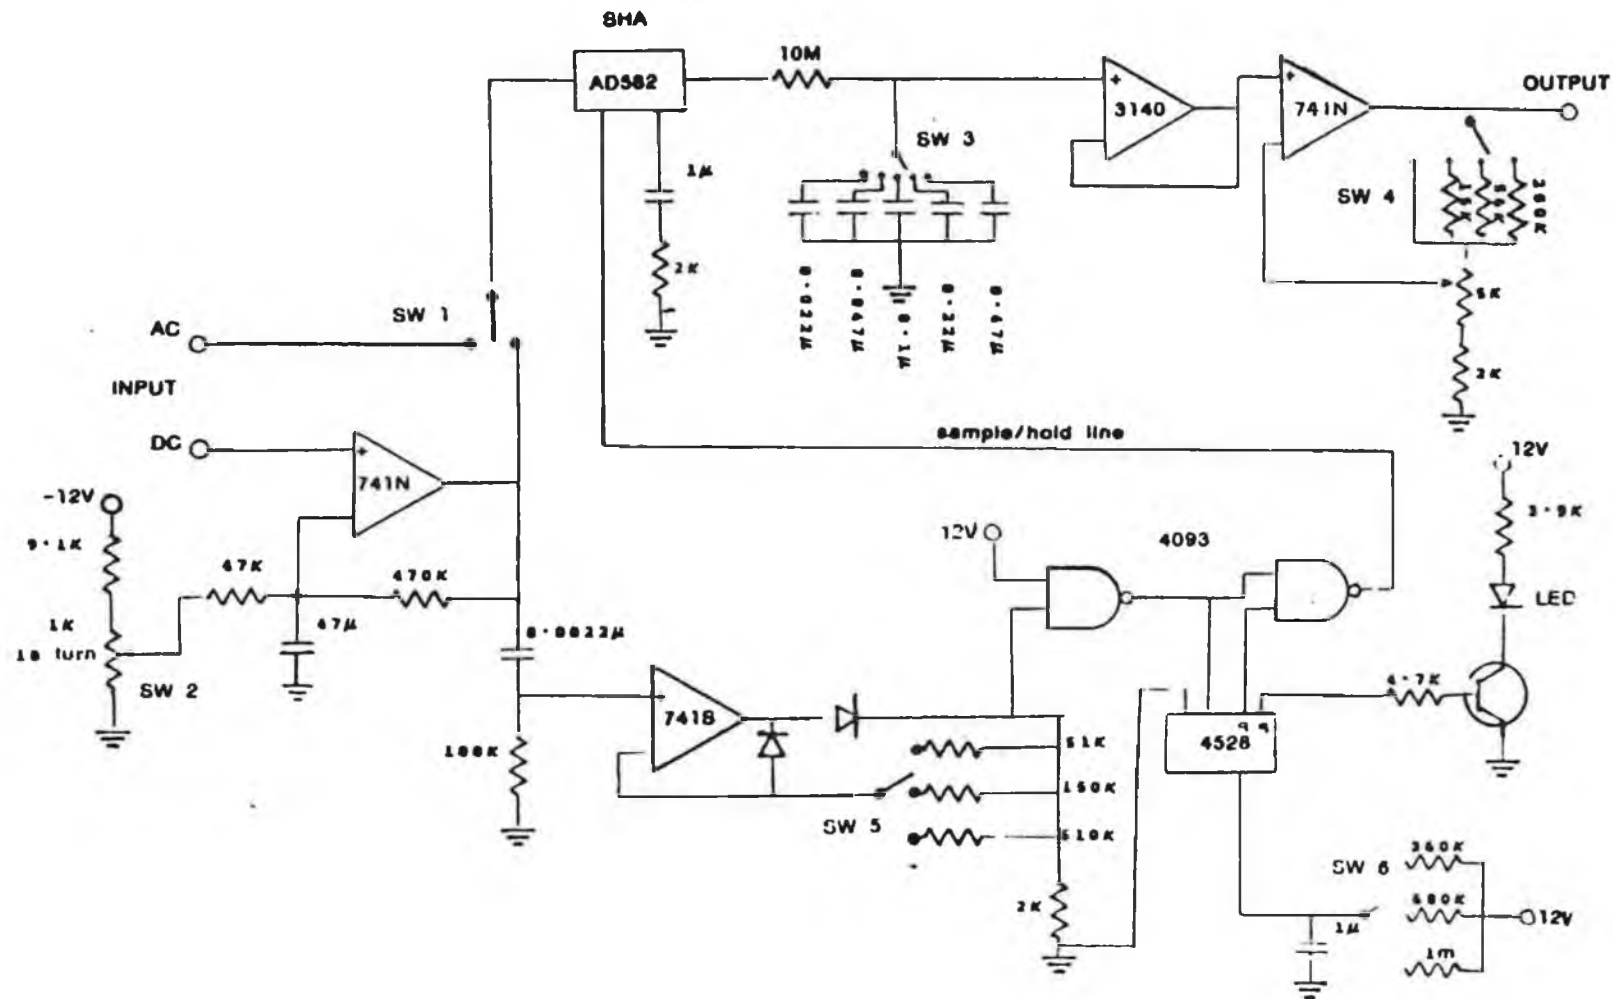 SHA
AD582
10M
1μ
2K
SW 3
0·022μ
0·047μ
0·1μ
0·22μ
0·47μ
3140
741N
OUTPUT
SW 4
15K
56K
5K
2K
SW 1
AC
INPUT
DC
741N
-12V
9·1K
47K
470K
1K
18 turn
SW 2
47μ
0·0022μ
100K
sample/hold line
12V
4093
12V
3·9K
LED
4·7K
741S
51K
150K
510K
SW 5
2K
4528
q q
SW 6
360K
680K
1m
1μ
12V